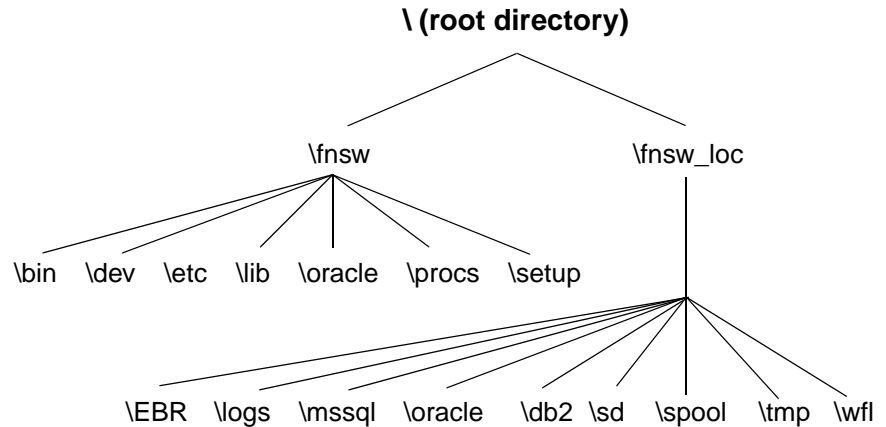 \ (root directory)
\fnsw \fnsw_loc
\bin \dev \etc \lib \oracle \procs \setup
\EBR \logs \mssql \oracle \db2 \sd \spool \tmp \wfl